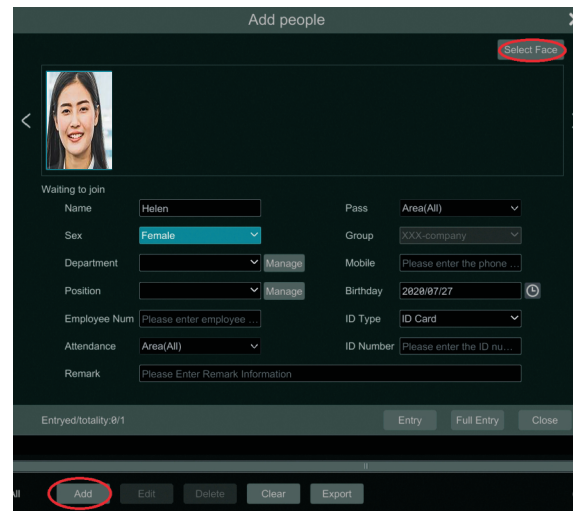 Add people
Select Face
Waiting to join
Name Helen Pass Area(All)
Sex Female Group XXX-company
Department Manage Mobile Please enter the phone ...
Position Manage Birthday 2020/07/27
Employee Num Please enter employee ... ID Type ID Card
Attendance Area(All) ID Number Please enter the ID nu...
Remark Please Enter Remark Information
Entryed/totality:0/1 Entry Full Entry Close
All Add Edit Delete Clear Export